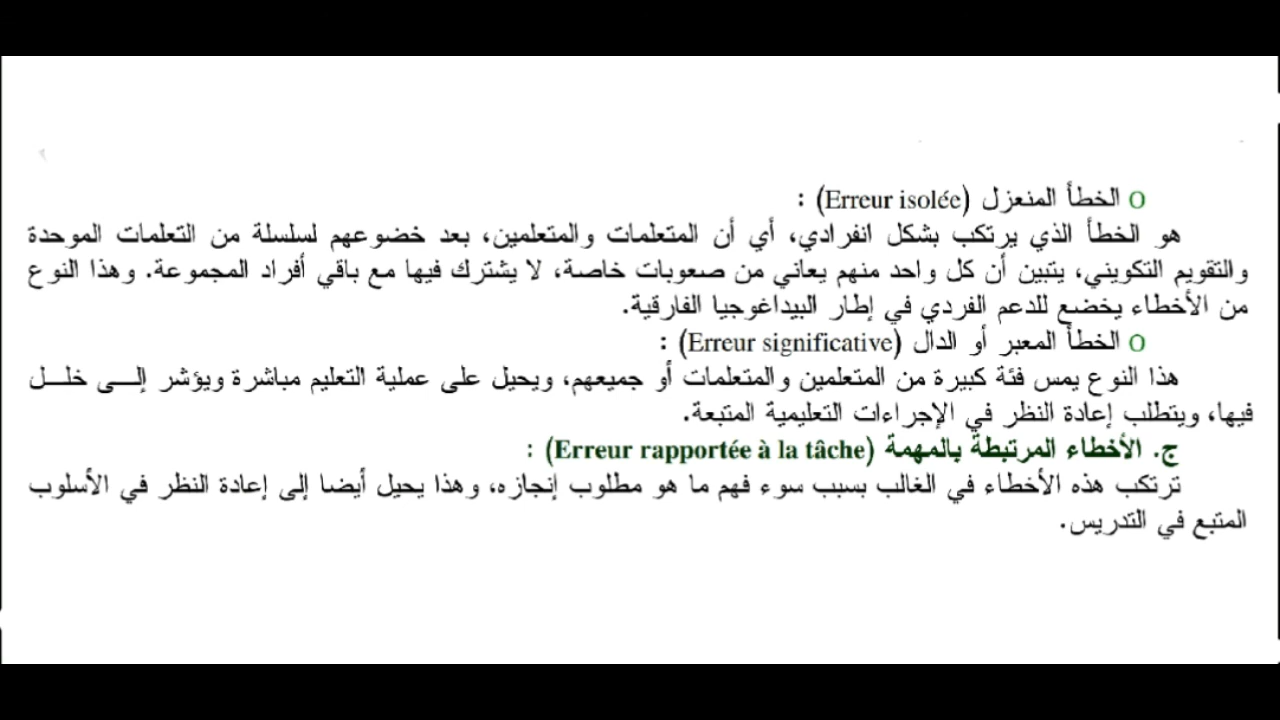 o الخطأ المنعزل (Erreur isolée) :
هو الخطأ الذي يرتكب بشكل انفرادي، أي أن المتعلمات والمتعلمين، بعد خضوعهم لسلسلة من التعلمات الموحدة
والتقويم التكويني، يتبين أن كل واحد منهم يعاني من صعوبات خاصة، لا يشترك فيها مع باقي أفراد المجموعة. وهذا النوع
من الأخطاء يخضع للدعم الفردي في إطار البيداغوجيا الفارقية.
o الخطأ المعبر أو الدال (Erreur significative) :
هذا النوع يمس فئة كبيرة من المتعلمين والمتعلمات أو جميعهم، ويحيل على عملية التعليم مباشرة ويؤشر إلـــى خلـــل
فيها، ويتطلب إعادة النظر في الإجراءات التعليمية المتبعة.
ج. الأخطاء المرتبطة بالمهمة (Erreur rapportée à la tâche) :
ترتكب هذه الأخطاء في الغالب بسبب سوء فهم ما هو مطلوب إنجازه، وهذا يحيل أيضا إلى إعادة النظر في الأسلوب
المتبع في التدريس.